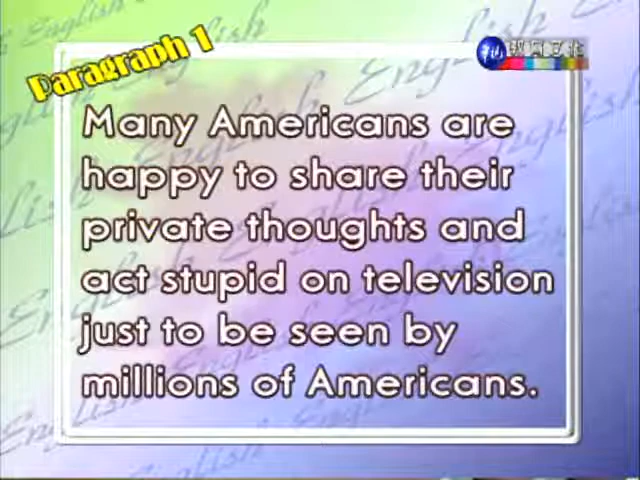 Paragraph 1
Many Americans are
happy to share their
private thoughts and
act stupid on television
just to be seen by
millions of Americans.